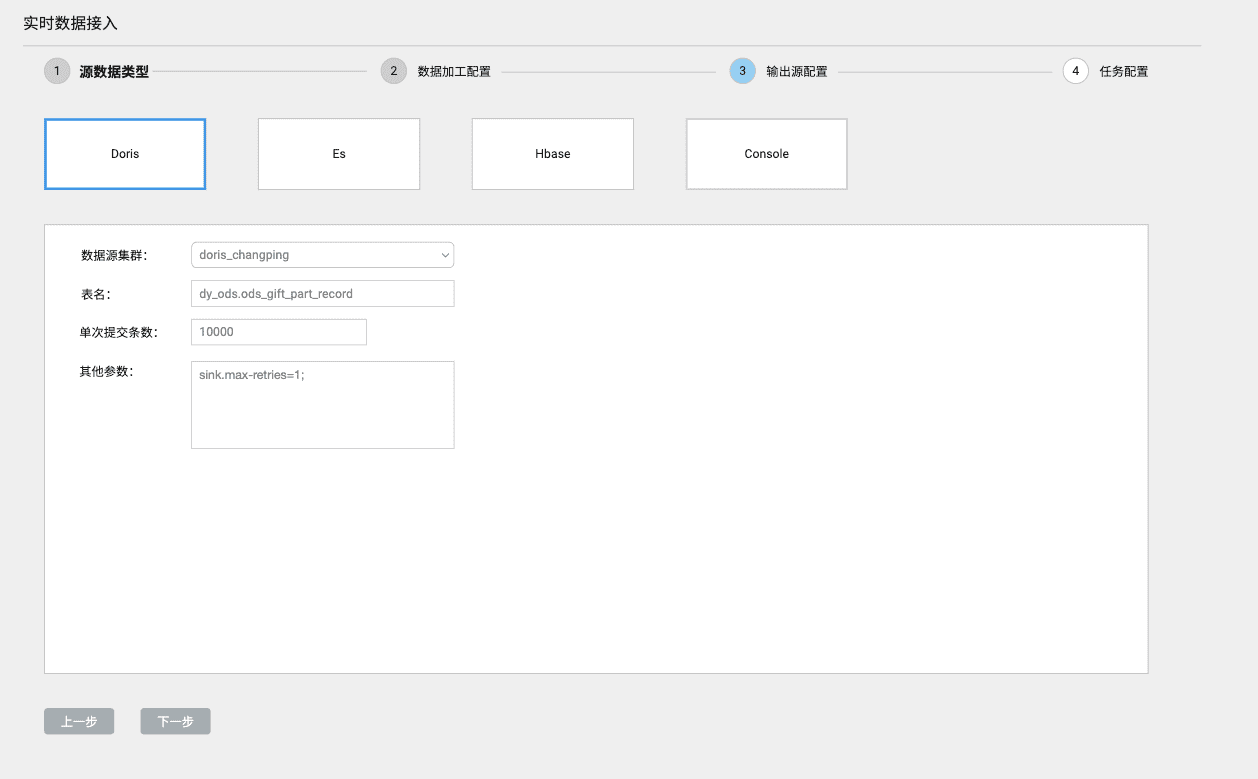 实时数据接入
1 源数据类型 2 数据加工配置 3 输出源配置 4 任务配置
Doris Es Hbase Console
数据源集群: doris_changping
表名: dy_ods.ods_gift_part_record
单次提交条数: 10000
其他参数: sink.max-retries=1;
上一步 下一步